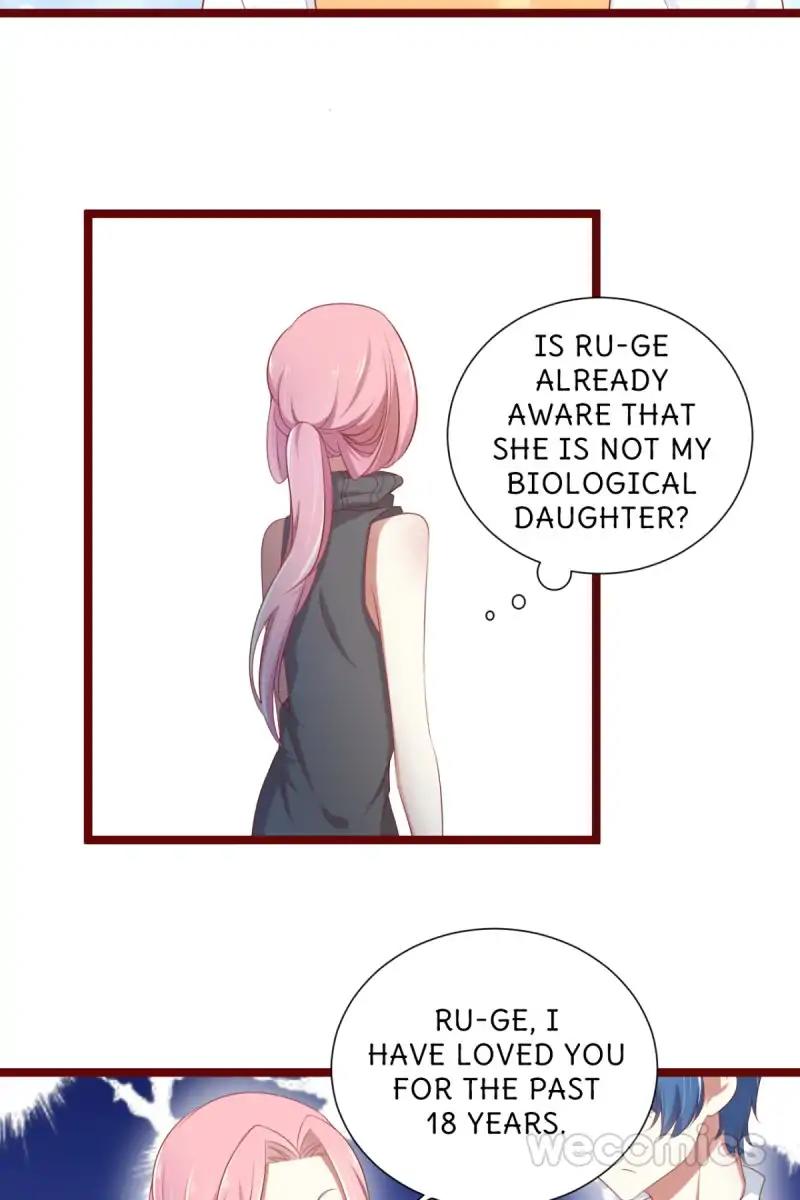 IS RU-GE
ALREADY
AWARE THAT
SHE IS NOT MY
BIOLOGICAL
DAUGHTER?
RU-GE, I
HAVE LOVED YOU
FOR THE PAST
18 YEARS.
wecomics